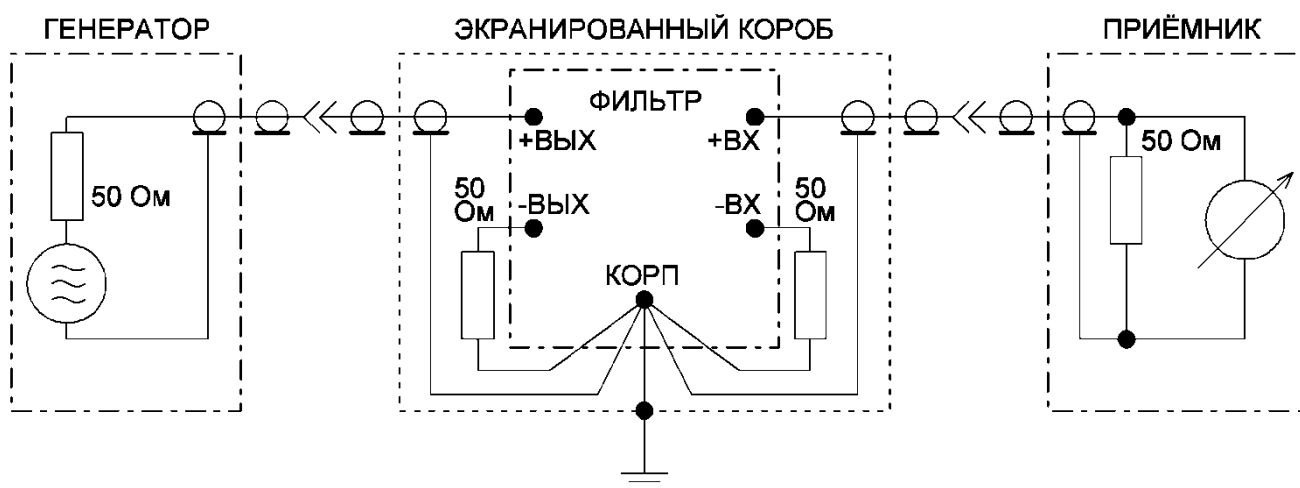 ГЕНЕРАТОР
ЭКРАНИРОВАННЫЙ КОРОБ
ПРИЁМНИК
ФИЛЬТР
+ВЫХ
+ВХ
50 Ом
50 Ом
50
Ом
-ВЫХ
-ВХ
50
Ом
КОРП